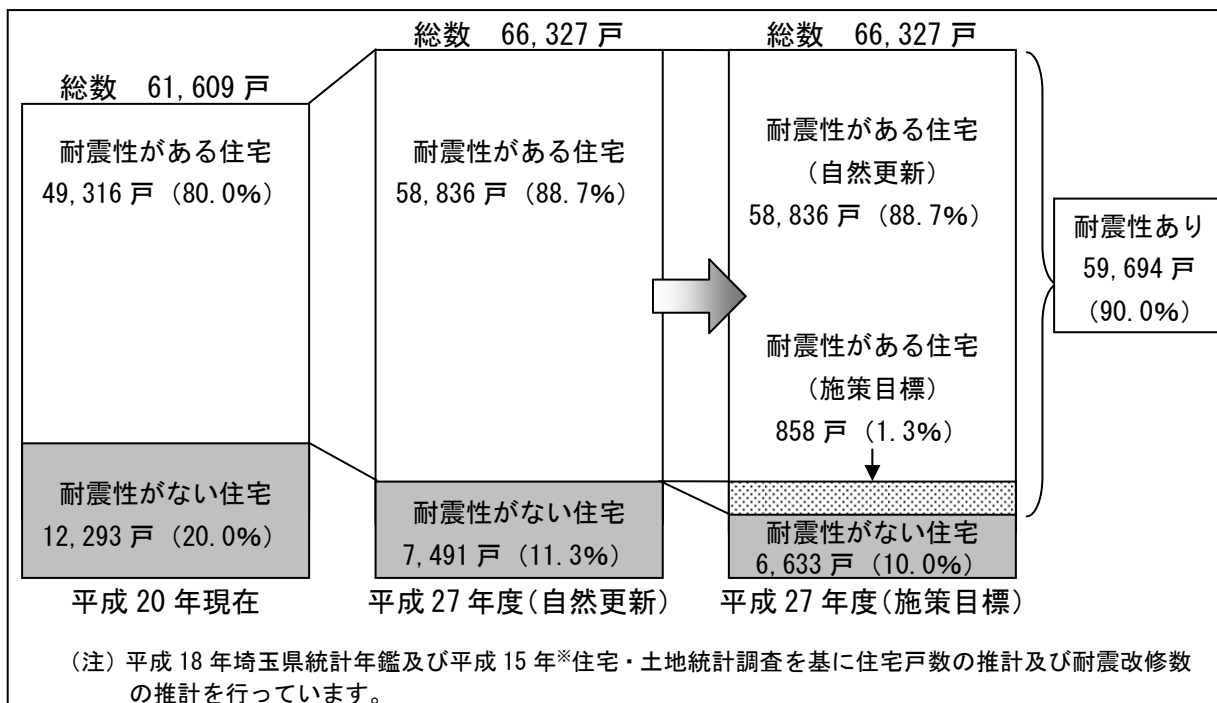 総数 61,609 戸
耐震性がある住宅
49,316 戸（80.0%）
耐震性がない住宅
12,293 戸（20.0%）
平成 20 年現在
総数 66,327 戸
耐震性がある住宅
58,836 戸（88.7%）
耐震性がない住宅
7,491 戸（11.3%）
平成 27 年度（自然更新）
総数 66,327 戸
耐震性がある住宅
（自然更新）
58,836 戸（88.7%）
耐震性がある住宅
（施策目標）
858 戸（1.3%）
耐震性がない住宅
6,633 戸（10.0%）
平成 27 年度（施策目標）
耐震性あり
59,694 戸
（90.0%）
（注）平成 18 年埼玉県統計年鑑及び平成 15 年※住宅・土地統計調査を基に住宅戸数の推計及び耐震改修数
の推計を行っています。